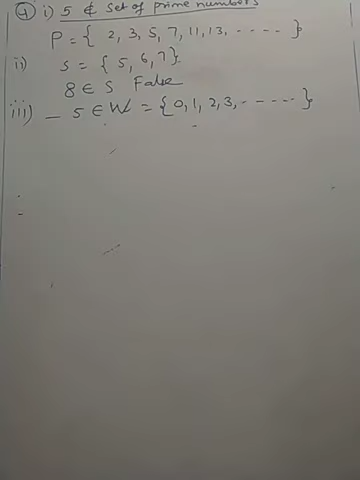 4 i) 5 ∉ Set of prime numbers
P = { 2, 3, 5, 7, 11, 13, ..... }
ii) S = { 5, 6, 7 }.
8 ∈ S False
iii) – 5 ∈ W = { 0, 1, 2, 3, ...... }